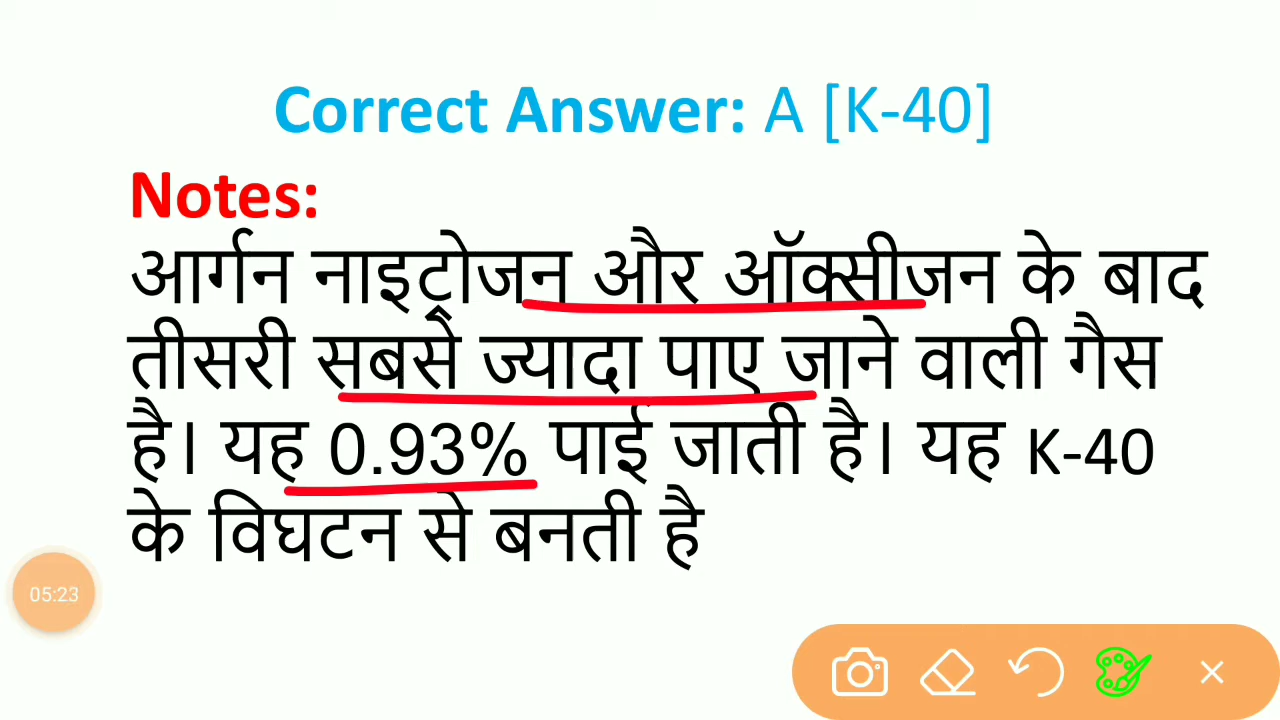 Correct Answer: A [K-40]
Notes:
आर्गन नाइट्रोजन और ऑक्सीजन के बाद
तीसरी सबसे ज्यादा पाए जाने वाली गैस
है। यह 0.93% पाई जाती है। यह K-40
के विघटन से बनती है
05:23